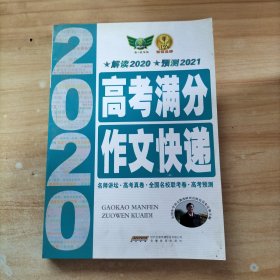 ★解读2020 ★预测2021
2020
高考满分
作文快递
名师讲坛·高考真卷·全国名校联考卷·高考预测
GAOKAO MANFEN
ZUOWEN KUAIDI